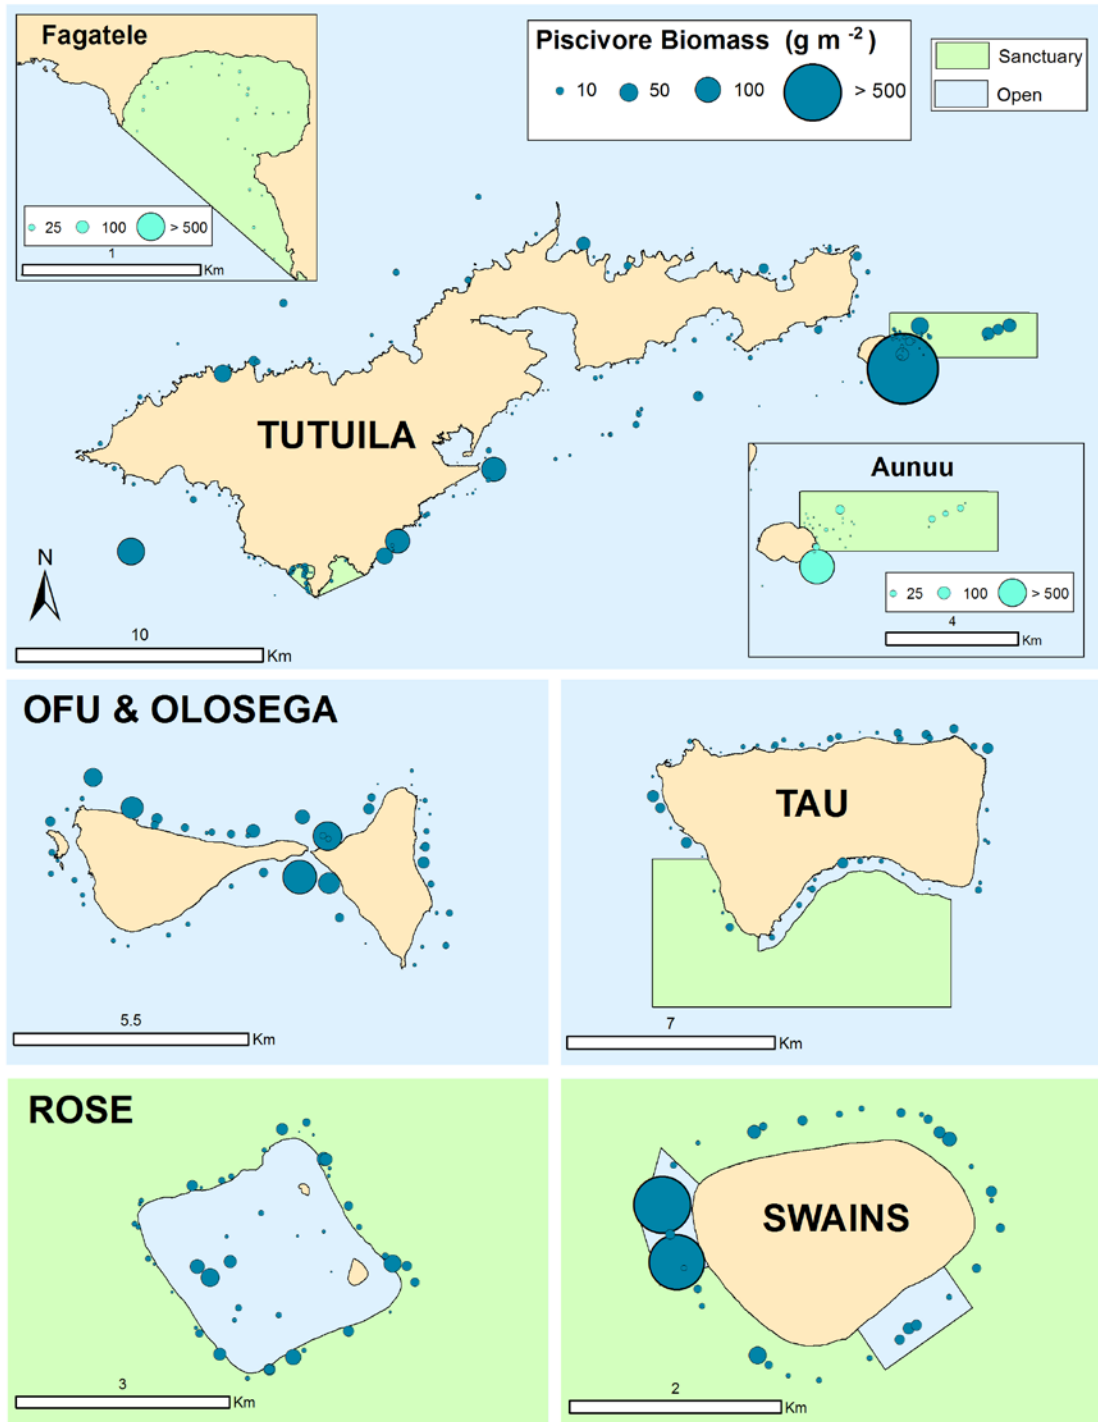 Fagatele
25 100 > 500
1
Km
Piscivore Biomass (g m -2)
10 50 100 > 500
Sanctuary
Open
TUTUILA
N
10
Km
Aunuu
25 100 > 500
4
Km
OFU & OLOSEGA
5.5
Km
TAU
7
Km
ROSE
3
Km
SWAINS
2
Km